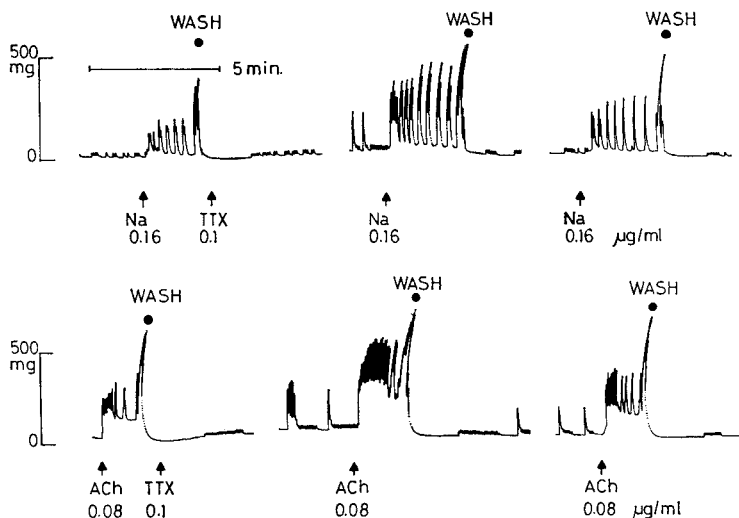 WASH WASH WASH
500
mg
0
5 min.
Na TTX Na Na
0.16 0.1 0.16 0.16 µg/ml
WASH WASH WASH
500
mg
0
ACh TTX ACh ACh
0.08 0.1 0.08 0.08 µg/ml